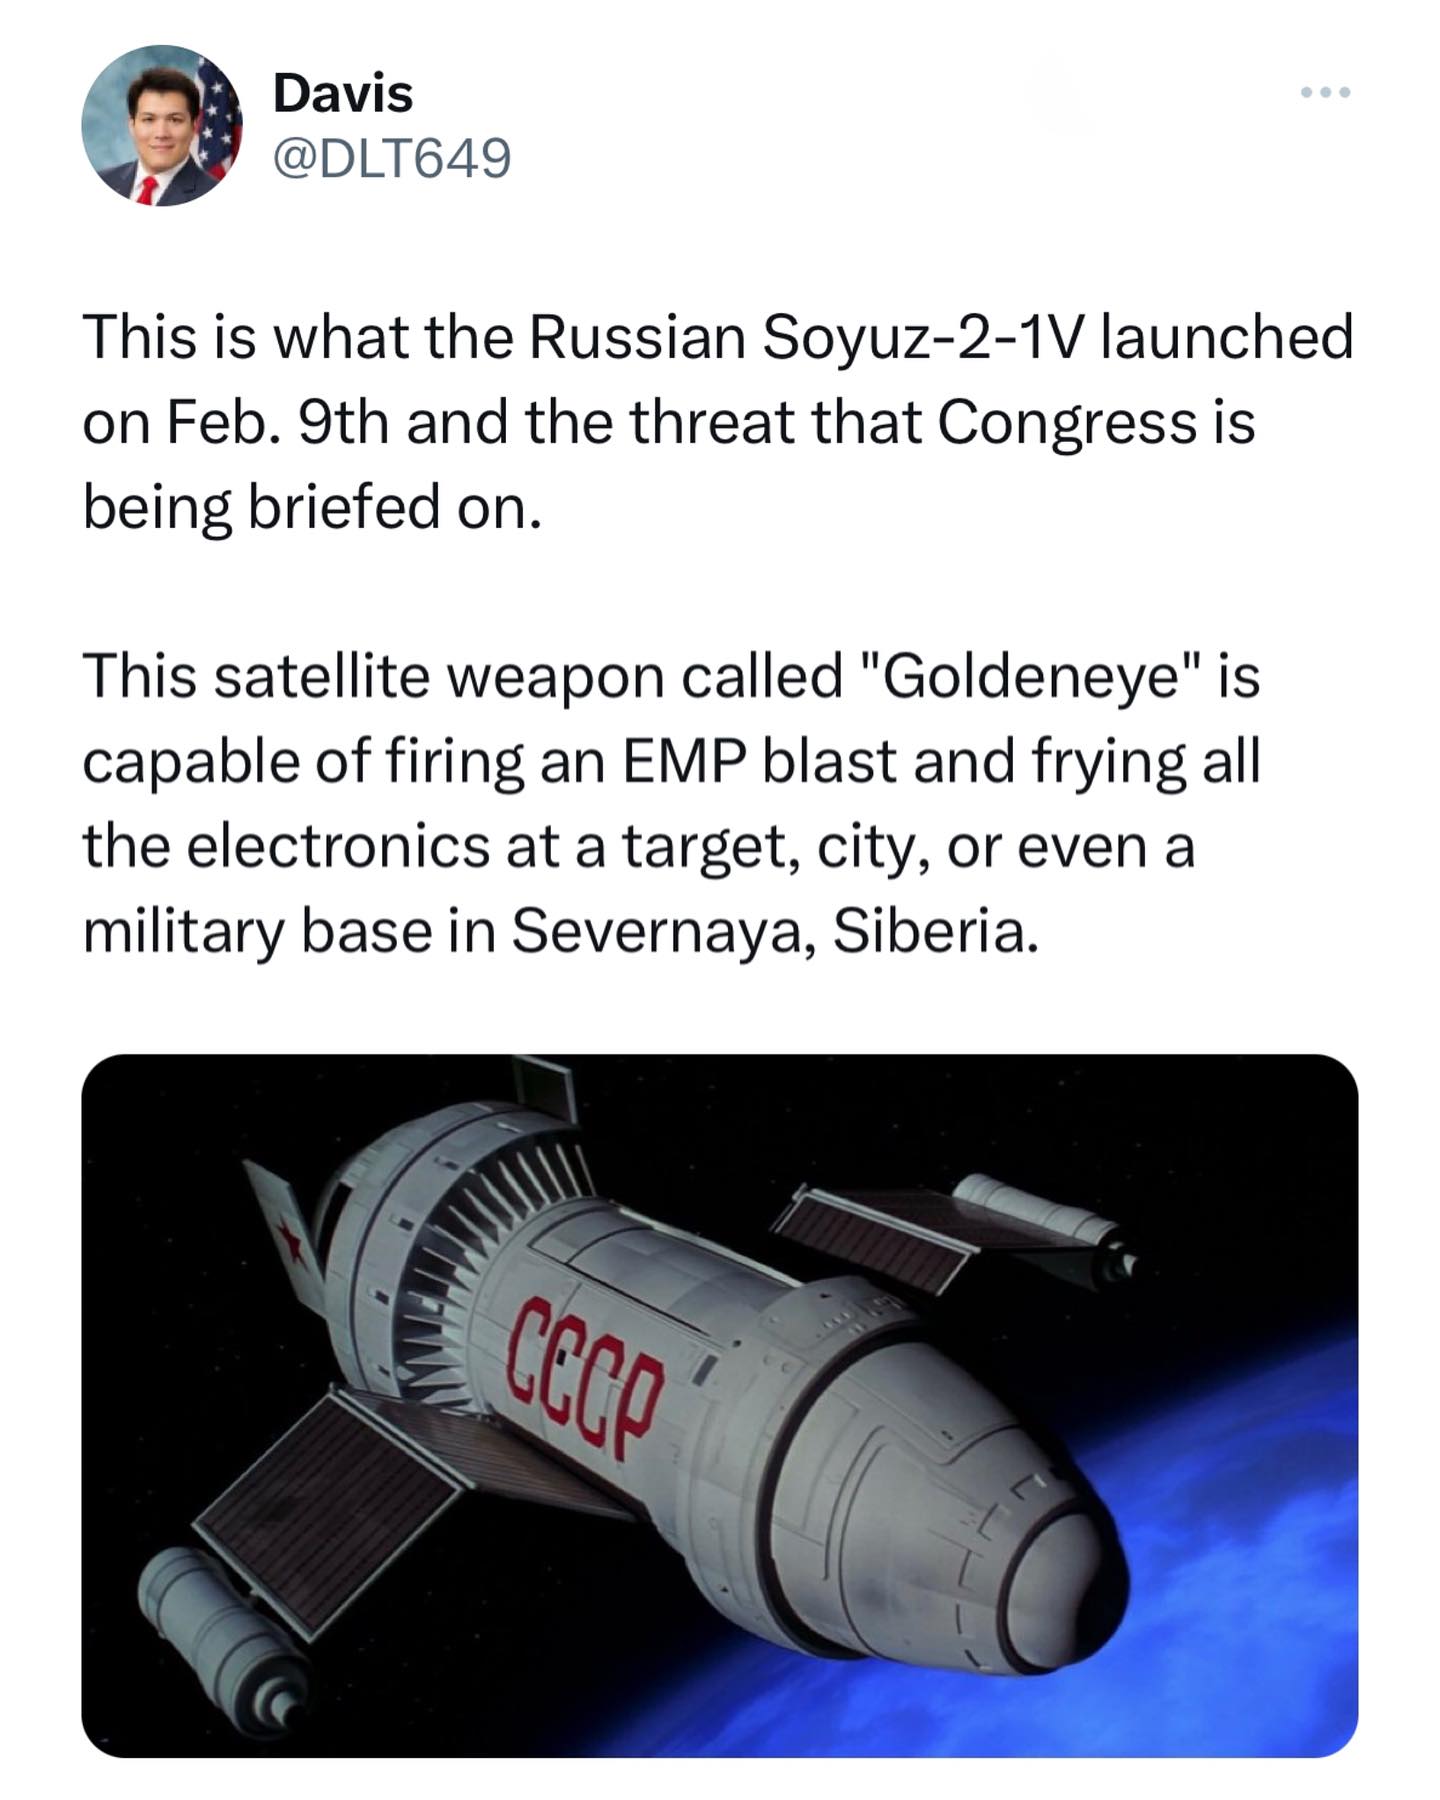 Davis
@DLT649
This is what the Russian Soyuz-2-1V launched
on Feb. 9th and the threat that Congress is
being briefed on.
This satellite weapon called "Goldeneye" is
capable of firing an EMP blast and frying all
the electronics at a target, city, or even a
military base in Severnaya, Siberia.
СССР